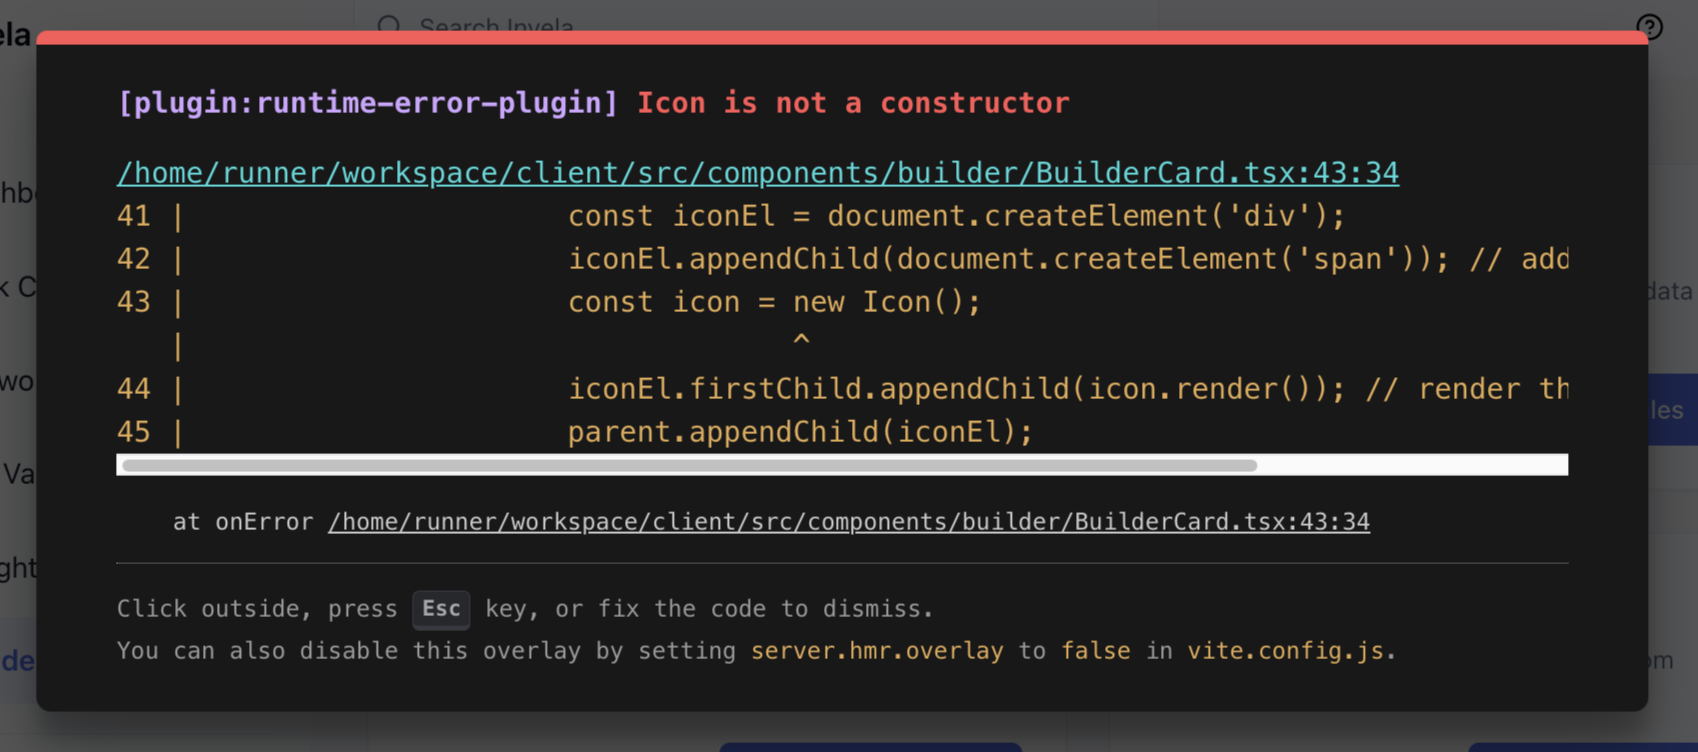 ela
Search Invela
[plugin:runtime-error-plugin] Icon is not a constructor
/home/runner/workspace/client/src/components/builder/BuilderCard.tsx:43:34
41 | const iconEl = document.createElement('div');
42 | iconEl.appendChild(document.createElement('span')); // add
43 | const icon = new Icon();
| ^
44 | iconEl.firstChild.appendChild(icon.render()); // render th
45 | parent.appendChild(iconEl);
at onError /home/runner/workspace/client/src/components/builder/BuilderCard.tsx:43:34
Click outside, press Esc key, or fix the code to dismiss.
You can also disable this overlay by setting server.hmr.overlay to false in vite.config.js.
hbo
k C
wo
Va
ght
de
data
les
om